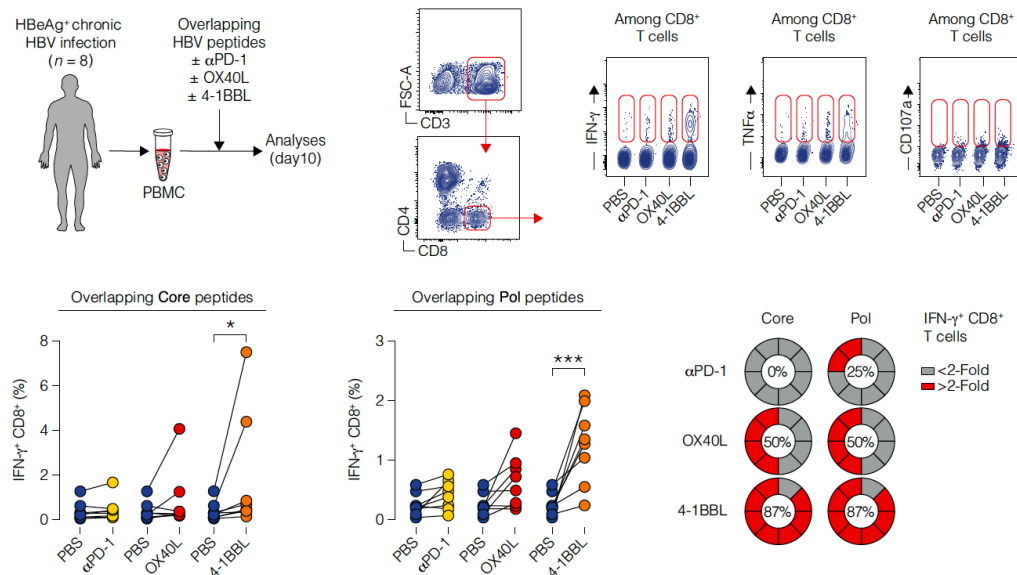 HBeAg⁺ chronic
HBV infection
(n = 8)
Overlapping
HBV peptides
± αPD-1
± OX40L
± 4-1BBL
Analyses
(day10)
PBMC
FSC-A
CD3
CD4
CD8
Among CD8⁺
T cells
IFN-γ
PBS
αPD-1
OX40L
4-1BBL
Among CD8⁺
T cells
TNFα
PBS
αPD-1
OX40L
4-1BBL
Among CD8⁺
T cells
CD107a
PBS
αPD-1
OX40L
4-1BBL
Overlapping Core peptides
IFN-γ⁺ CD8⁺ (%)
8
6
4
2
0
*
PBS
αPD-1
PBS
OX40L
PBS
4-1BBL
Overlapping Pol peptides
IFN-γ⁺ CD8⁺ (%)
3
2
1
0
***
PBS
αPD-1
PBS
OX40L
PBS
4-1BBL
Core
Pol
IFN-γ⁺ CD8⁺
T cells
<2-Fold
>2-Fold
αPD-1
0%
25%
OX40L
50%
50%
4-1BBL
87%
87%